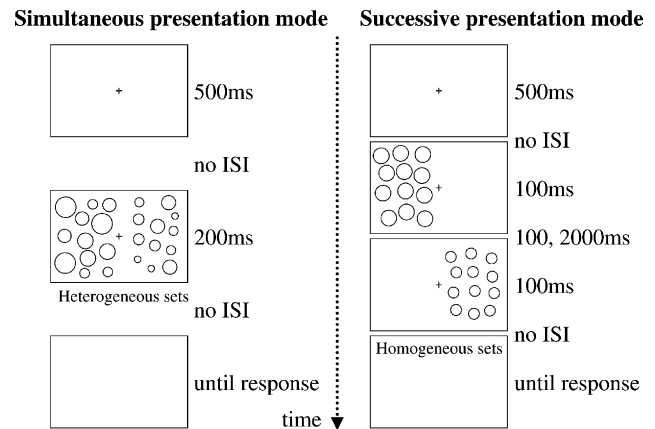 Simultaneous presentation mode
500ms
no ISI
200ms
Heterogeneous sets
no ISI
until response
time
Successive presentation mode
500ms
no ISI
100ms
100, 2000ms
100ms
no ISI
Homogeneous sets
until response